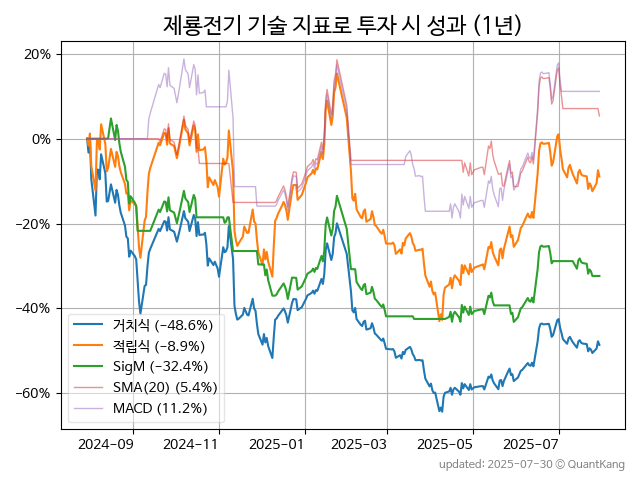 제룡전기 기술 지표로 투자 시 성과 (1년)
20%
0%
−20%
−40%
−60%
거치식 (−48.6%)
적립식 (−8.9%)
SigM (−32.4%)
SMA(20) (5.4%)
MACD (11.2%)
2024-09 2024-11 2025-01 2025-03 2025-05 2025-07
updated: 2025-07-30 © QuantKang